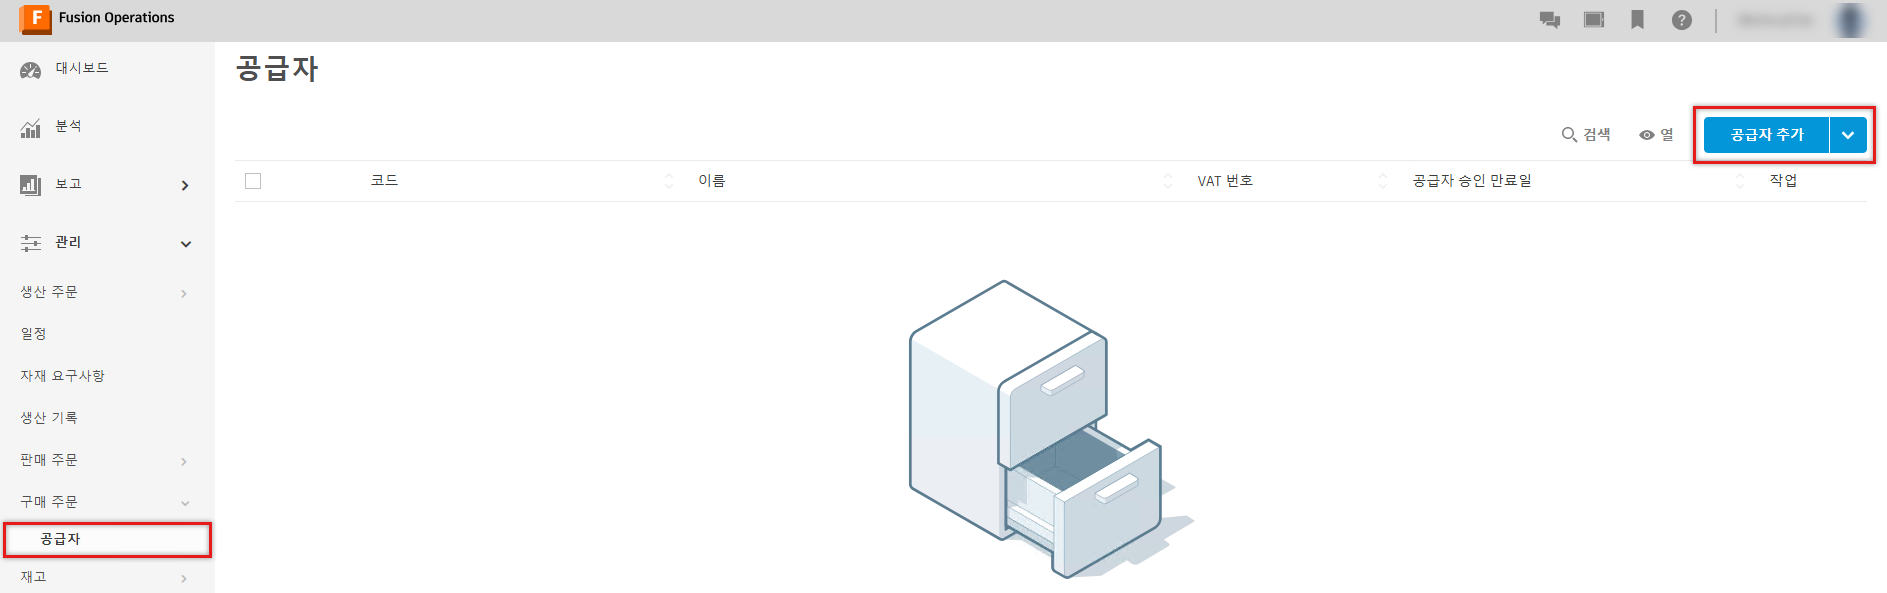 F Fusion Operations
?
대시보드
분석
보고
관리
생산 주문
일정
자재 요구사항
생산 기록
판매 주문
구매 주문
공급자
재고
공급자
검색 열 공급자 추가
코드 이름 VAT 번호 공급자 승인 만료일 작업